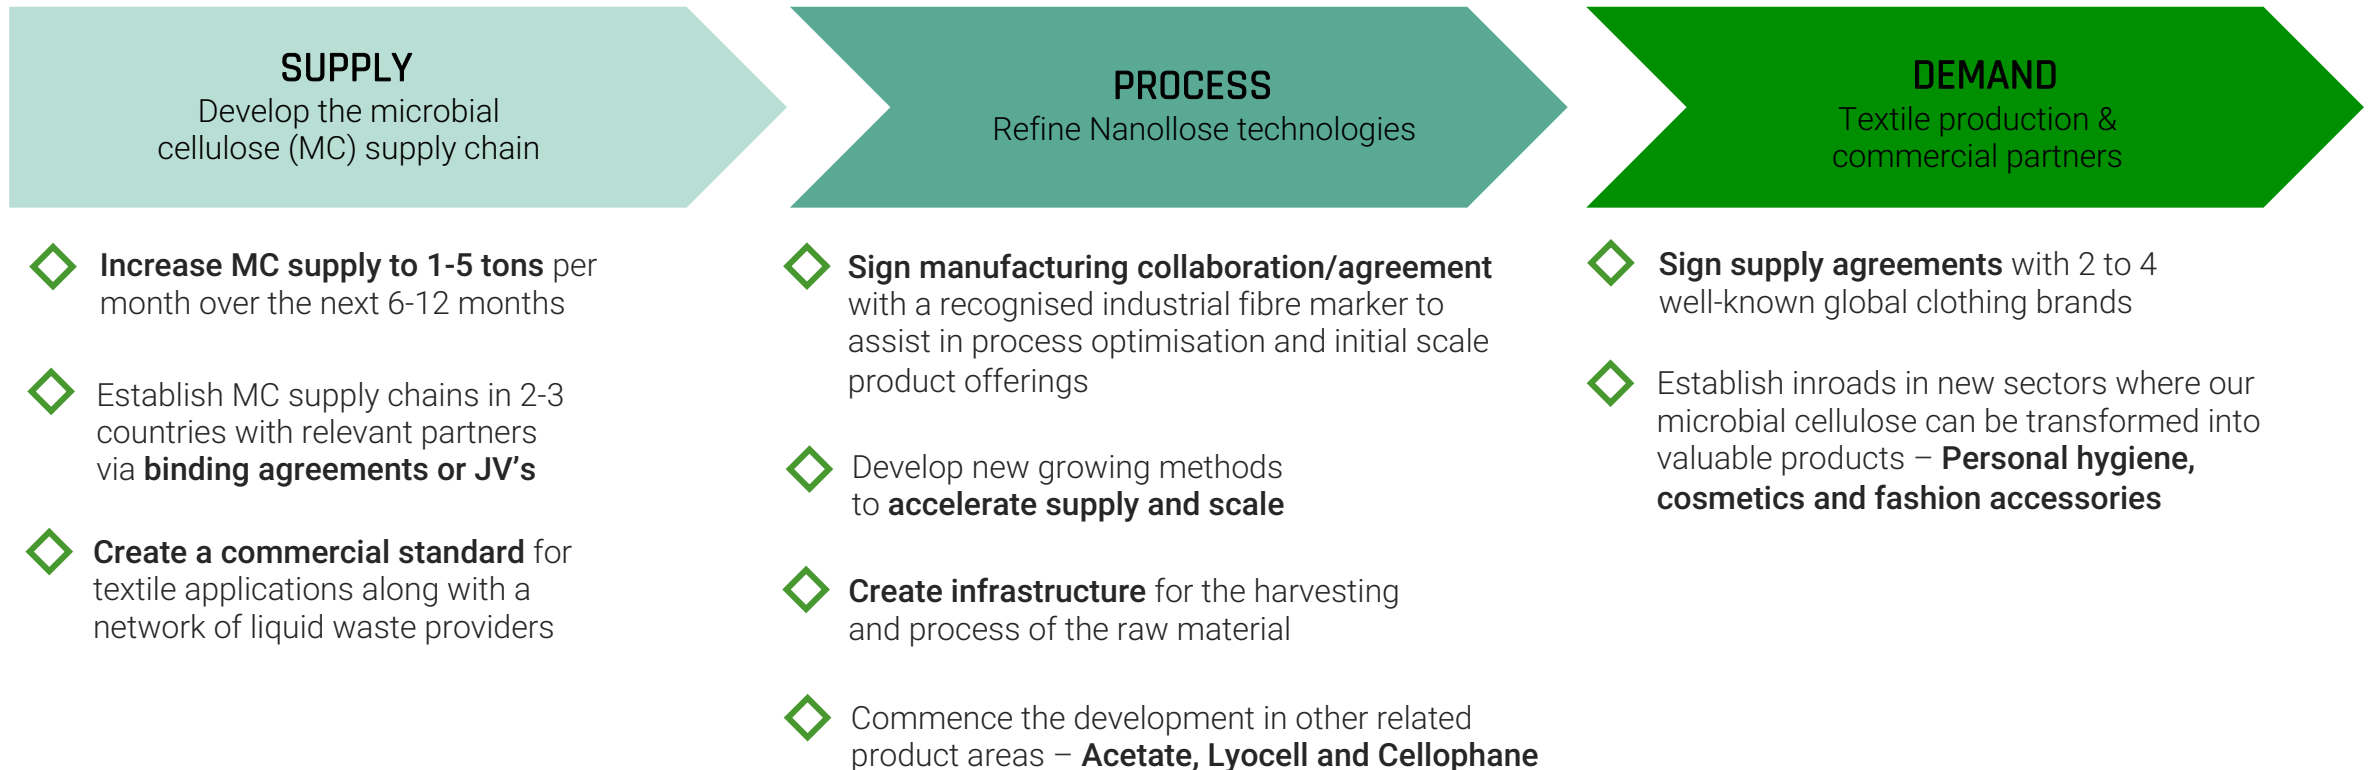 SUPPLY
Develop the microbial
cellulose (MC) supply chain
Increase MC supply to 1-5 tons per
month over the next 6-12 months
Establish MC supply chains in 2-3
countries with relevant partners
via binding agreements or JV's
Create a commercial standard for
textile applications along with a
network of liquid waste providers
PROCESS
Refine Nanollose technologies
Sign manufacturing collaboration/agreement
with a recognised industrial fibre marker to
assist in process optimisation and initial scale
product offerings
Develop new growing methods
to accelerate supply and scale
Create infrastructure for the harvesting
and process of the raw material
Commence the development in other related
product areas – Acetate, Lyocell and Cellophane
DEMAND
Textile production &
commercial partners
Sign supply agreements with 2 to 4
well-known global clothing brands
Establish inroads in new sectors where our
microbial cellulose can be transformed into
valuable products – Personal hygiene,
cosmetics and fashion accessories